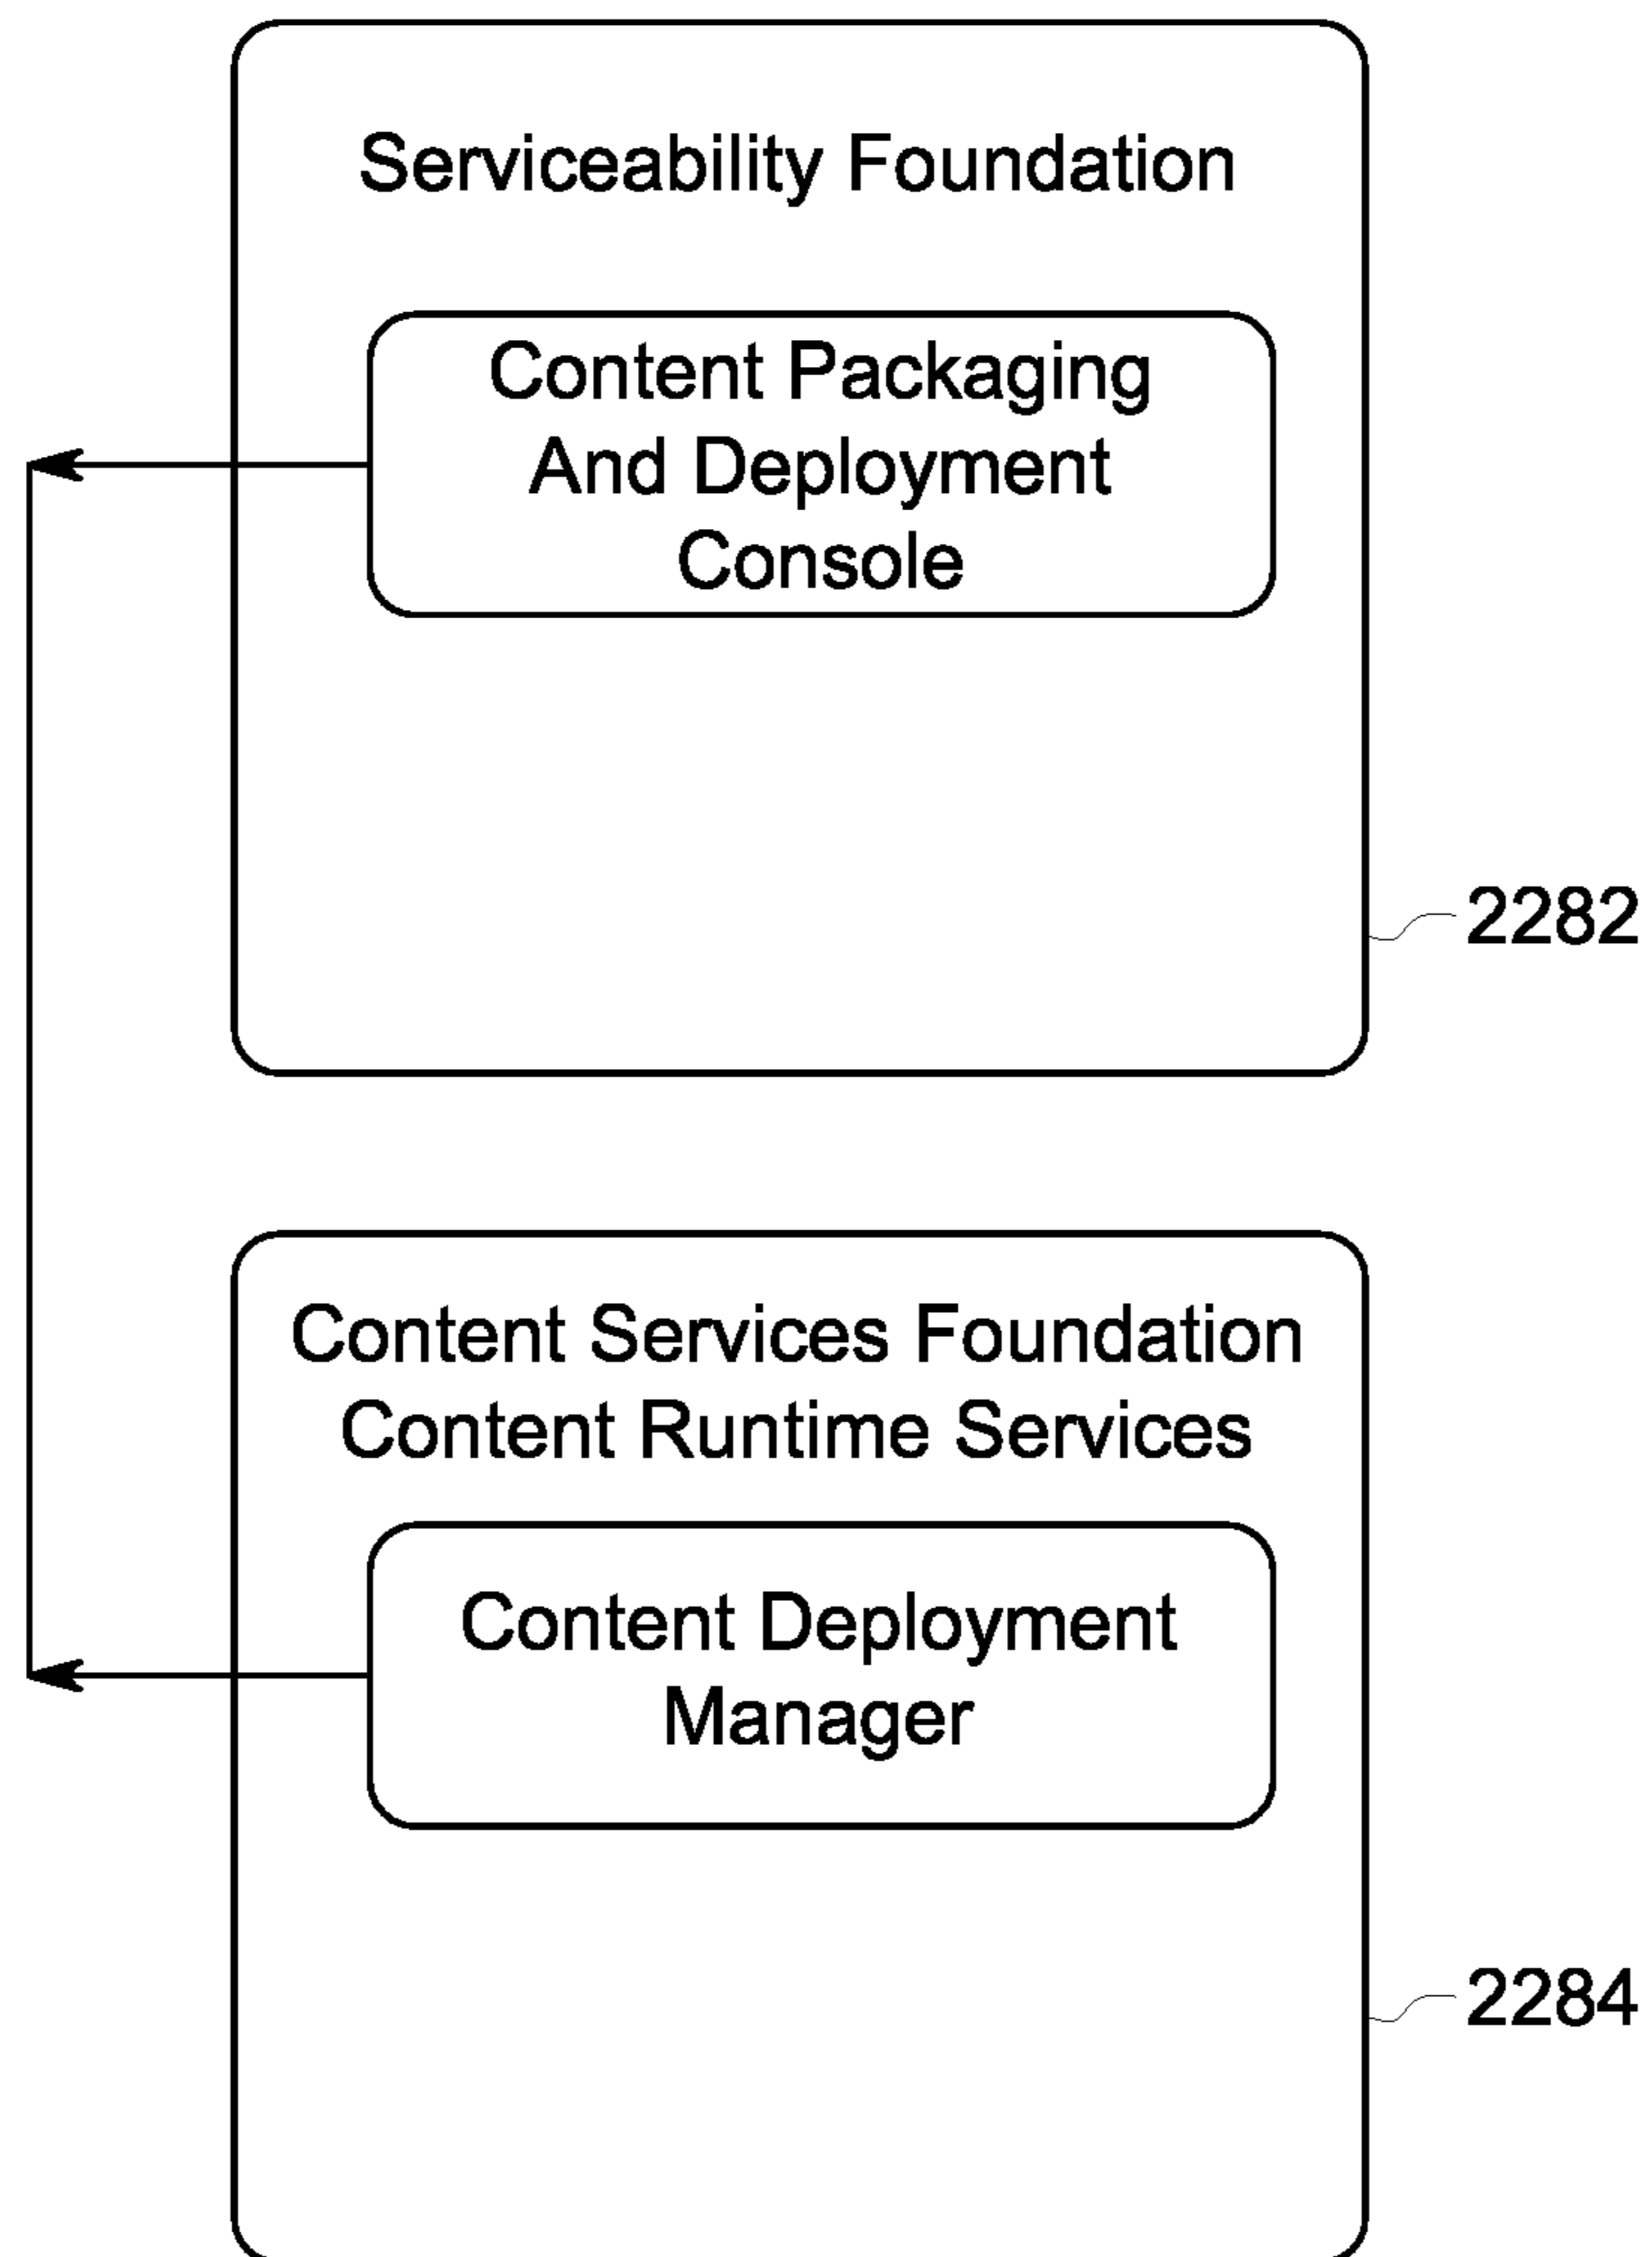 Serviceability Foundation
Content Packaging
And Deployment
Console
2282
Content Services Foundation
Content Runtime Services
Content Deployment
Manager
2284